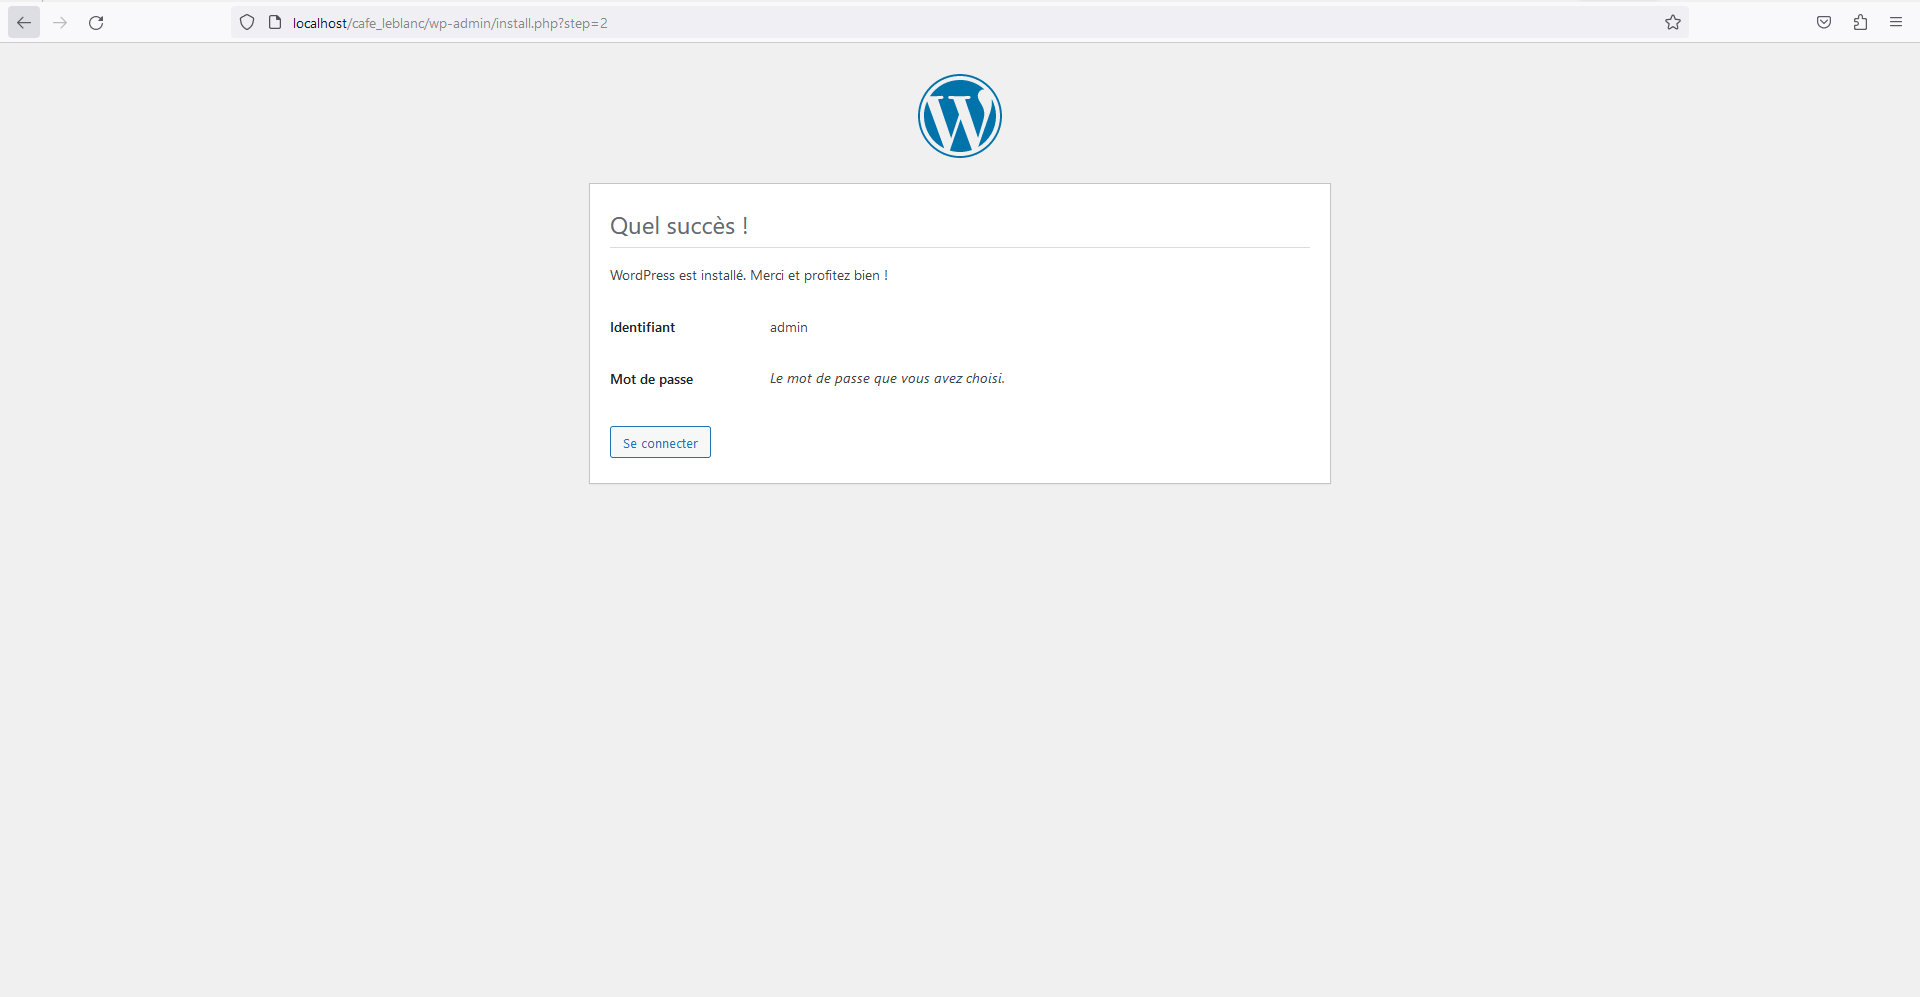 localhost/cafe_leblanc/wp-admin/install.php?step=2
Quel succès !
WordPress est installé. Merci et profitez bien !
Identifiant admin
Mot de passe Le mot de passe que vous avez choisi.
Se connecter